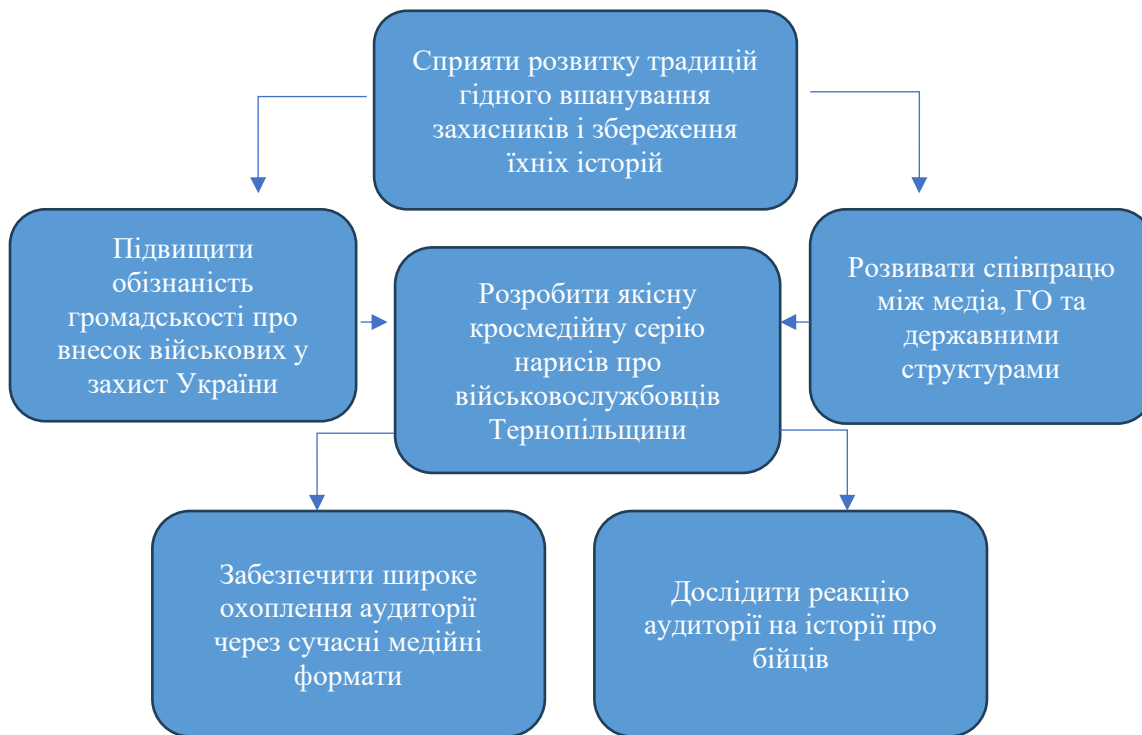 Сприяти розвитку традицій
гідного вшанування
захисників і збереження
їхніх історій
Підвищити
обізнаність
громадськості про
внесок військових у
захист України
Розробити якісну
кросмедійну серію
нарисів про
військовослужбовців
Тернопільщини
Розвивати співпрацю
між медіа, ГО та
державними
структурами
Забезпечити широке
охоплення аудиторії
через сучасні медійні
формати
Дослідити реакцію
аудиторії на історії про
бійців